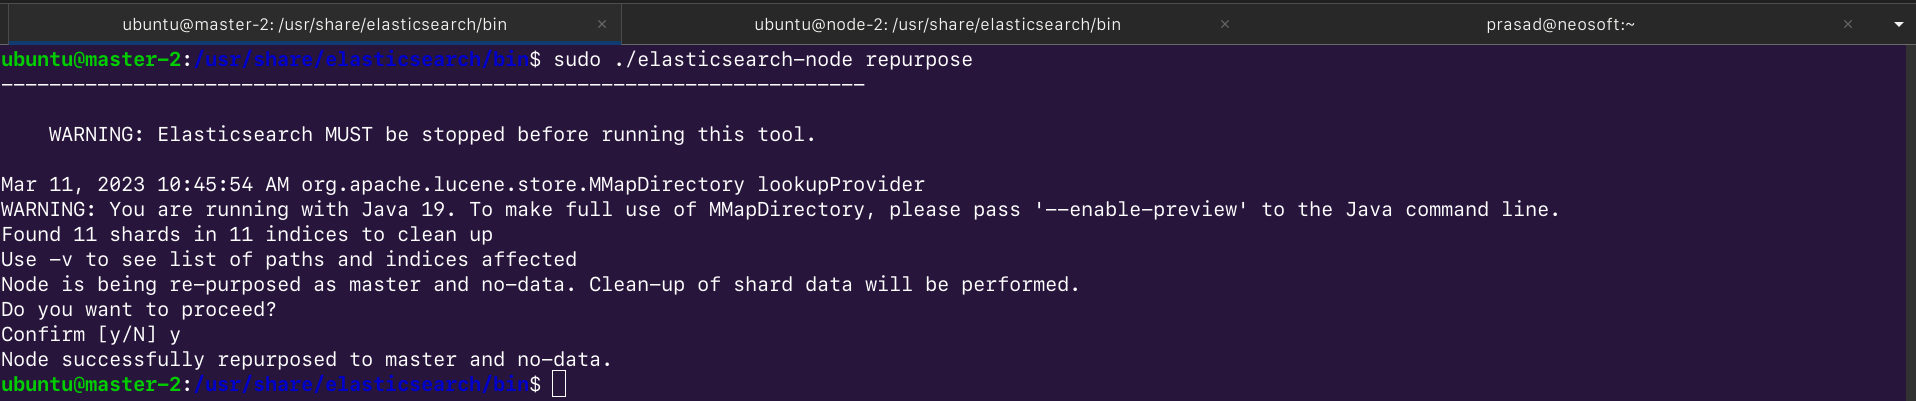 ubuntu@master-2: /usr/share/elasticsearch/bin × ubuntu@node-2: /usr/share/elasticsearch/bin × prasad@neosoft:~ ×
ubuntu@master-2:/usr/share/elasticsearch/bin$ sudo ./elasticsearch-node repurpose
------------------------------------------------------------------------
WARNING: Elasticsearch MUST be stopped before running this tool.
Mar 11, 2023 10:45:54 AM org.apache.lucene.store.MMapDirectory lookupProvider
WARNING: You are running with Java 19. To make full use of MMapDirectory, please pass '--enable-preview' to the Java command line.
Found 11 shards in 11 indices to clean up
Use -v to see list of paths and indices affected
Node is being re-purposed as master and no-data. Clean-up of shard data will be performed.
Do you want to proceed?
Confirm [y/N] y
Node successfully repurposed to master and no-data.
ubuntu@master-2:/usr/share/elasticsearch/bin$